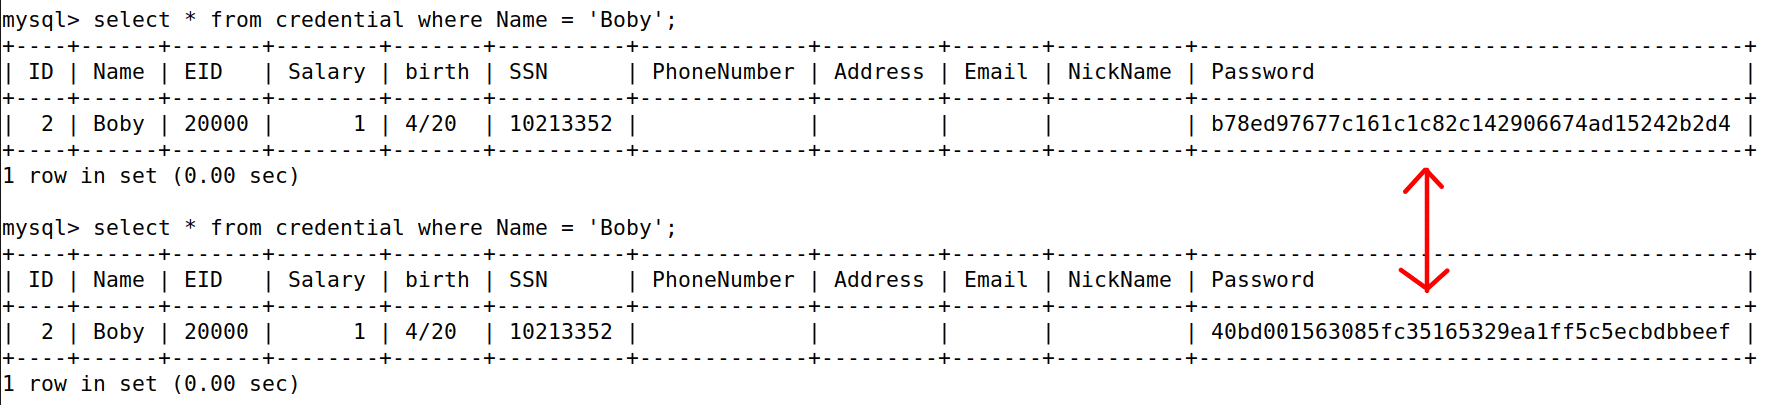 mysql> select * from credential where Name = 'Boby';
+----+------+-------+--------+-------+----------+-------------+---------+-------+----------+------------------------------------------+
| ID | Name | EID   | Salary | birth | SSN      | PhoneNumber | Address | Email | NickName | Password                                 |
+----+------+-------+--------+-------+----------+-------------+---------+-------+----------+------------------------------------------+
|  2 | Boby | 20000 |      1 | 4/20  | 10213352 |             |         |       |          | b78ed97677c161c1c82c142906674ad15242b2d4 |
+----+------+-------+--------+-------+----------+-------------+---------+-------+----------+------------------------------------------+
1 row in set (0.00 sec)

mysql> select * from credential where Name = 'Boby';
+----+------+-------+--------+-------+----------+-------------+---------+-------+----------+------------------------------------------+
| ID | Name | EID   | Salary | birth | SSN      | PhoneNumber | Address | Email | NickName | Password                                 |
+----+------+-------+--------+-------+----------+-------------+---------+-------+----------+------------------------------------------+
|  2 | Boby | 20000 |      1 | 4/20  | 10213352 |             |         |       |          | 40bd001563085fc35165329ea1ff5c5ecbdbbeef |
+----+------+-------+--------+-------+----------+-------------+---------+-------+----------+------------------------------------------+
1 row in set (0.00 sec)